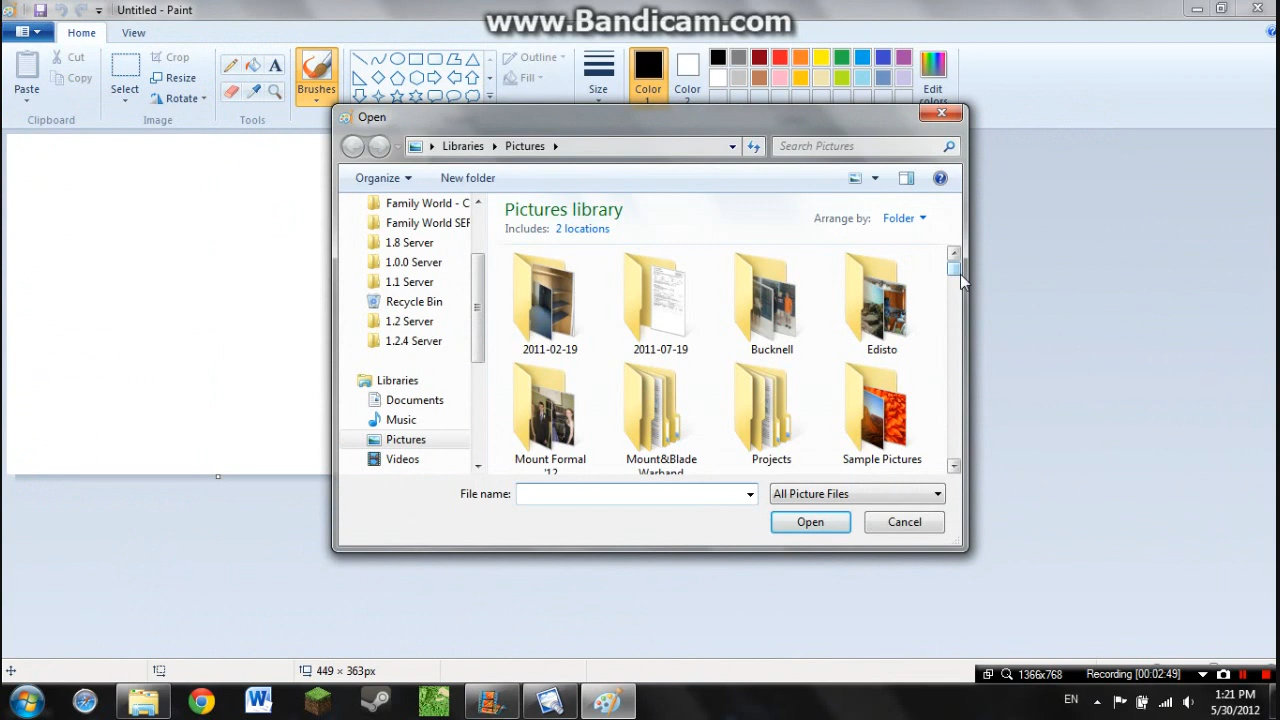 www.Bandicam.com
Untitled - Paint
Home View
Paste
Cut
Copy
Clipboard
Select
Crop
Resize
Rotate
Image
A
Tools
Brushes
Outline
Fill
Size
Color 1
Color 2
Edit colors
Open
Libraries Pictures
Search Pictures
Organize New folder
Family World - C
Family World SEF
1.8 Server
1.0.0 Server
1.1 Server
Recycle Bin
1.2 Server
1.2.4 Server
Libraries
Documents
Music
Pictures
Videos
Pictures library
Includes: 2 locations
Arrange by: Folder
2011-02-19
2011-07-19
Bucknell
Edisto
Mount Formal '12
Mount&Blade Warband
Projects
Sample Pictures
File name:
All Picture Files
Open
Cancel
449 × 363px
1366x768 Recording [00:02:49]
EN
1:21 PM
5/30/2012